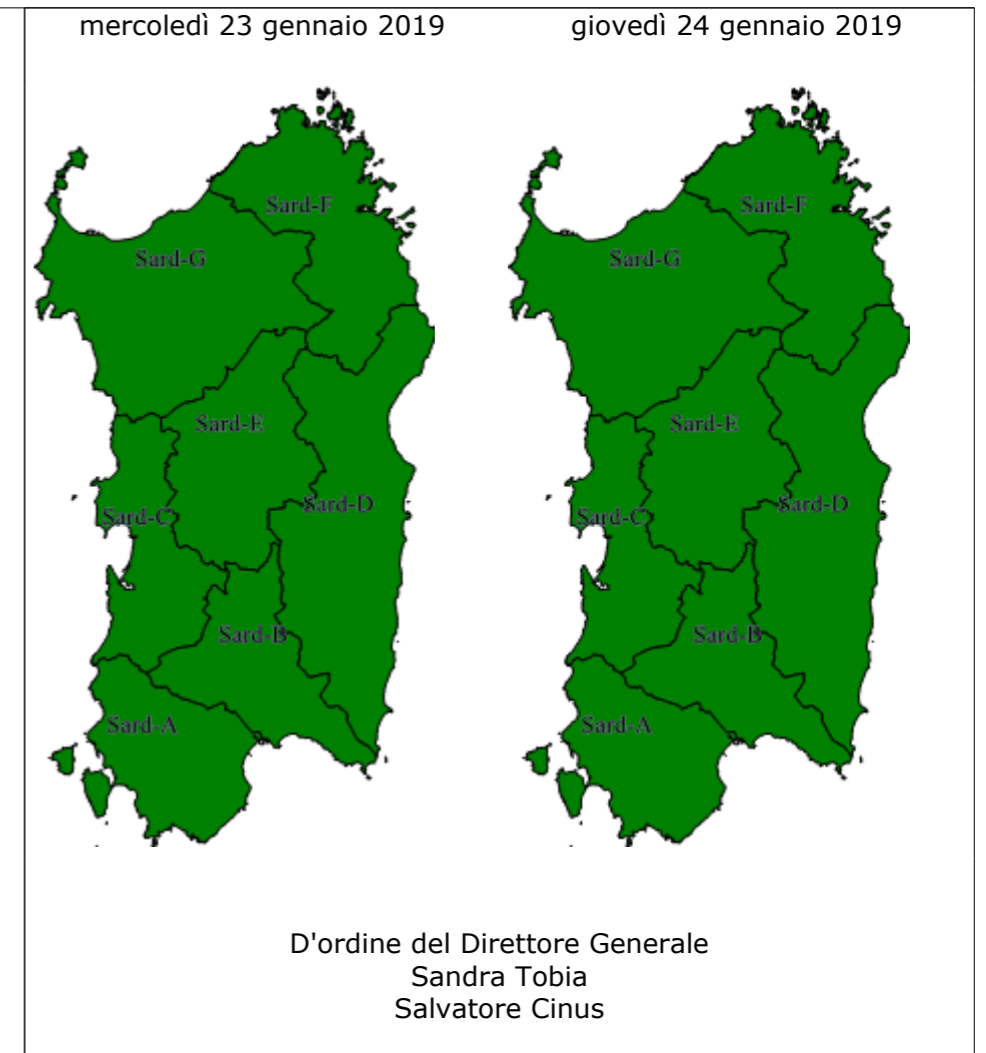 mercoledì 23 gennaio 2019
giovedì 24 gennaio 2019
Sard-F
Sard-G
Sard-E
Sard-D
Sard-C
Sard-B
Sard-A
Sard-F
Sard-G
Sard-E
Sard-D
Sard-C
Sard-B
Sard-A
D'ordine del Direttore Generale
Sandra Tobia
Salvatore Cinus